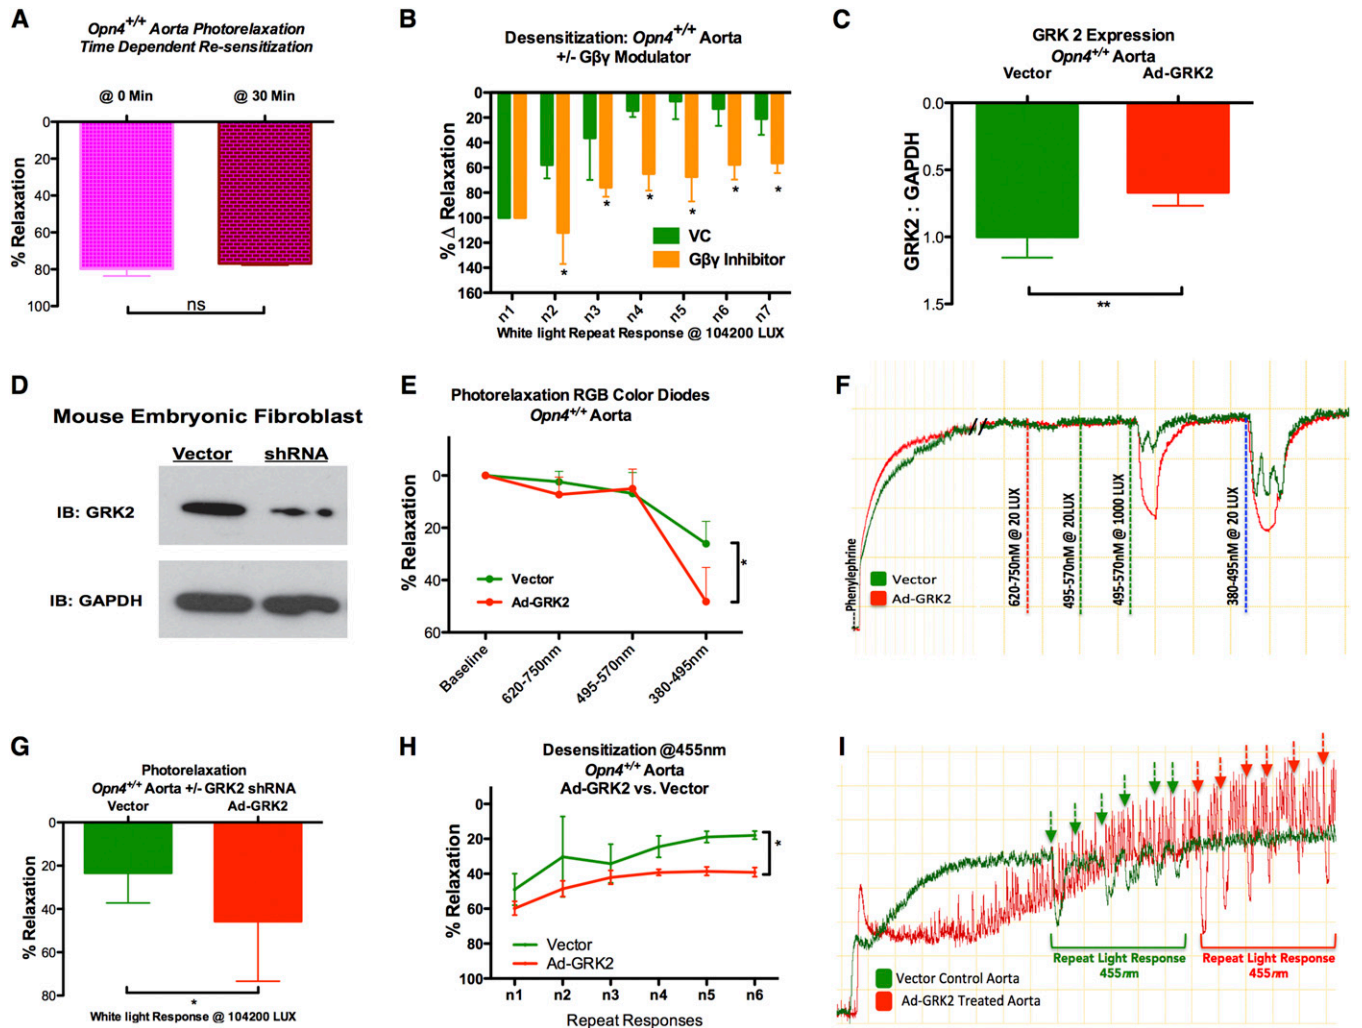 A
Opn4+/+ Aorta Photorelaxation
Time Dependent Re-sensitization
@ 0 Min
@ 30 Min
0
20
40
60
80
100
% Relaxation
ns
B
Desensitization: Opn4+/+ Aorta
+/- Gβγ Modulator
0
20
40
60
80
100
120
140
160
% Δ Relaxation
VC
Gβγ Inhibitor
*
*
*
*
*
*
n1
n2
n3
n4
n5
n6
n7
White light Repeat Response @ 104200 LUX
C
GRK 2 Expression
Opn4+/+ Aorta
Vector
Ad-GRK2
0.0
0.5
1.0
1.5
GRK2 : GAPDH
**
D
Mouse Embryonic Fibroblast
Vector
shRNA
IB: GRK2
IB: GAPDH
E
Photorelaxation RGB Color Diodes
Opn4+/+ Aorta
0
20
40
60
% Relaxation
Vector
Ad-GRK2
*
Baseline
620-750nm
495-570nm
380-495nm
F
Phenylephrine
620-750nM @ 20 LUX
495-570nM @ 20LUX
495-570nM @ 1000 LUX
380-495nM @ 20 LUX
Vector
Ad-GRK2
G
Photorelaxation
Opn4+/+ Aorta +/- GRK2 shRNA
Vector
Ad-GRK2
0
20
40
60
80
% Relaxation
*
White light Response @ 104200 LUX
H
Desensitization @455nm
Opn4+/+ Aorta
Ad-GRK2 vs. Vector
0
20
40
60
80
100
% Relaxation
*
Vector
Ad-GRK2
n1
n2
n3
n4
n5
n6
Repeat Responses
I
Repeat Light Response
455nm
Repeat Light Response
455nm
Vector Control Aorta
Ad-GRK2 Treated Aorta